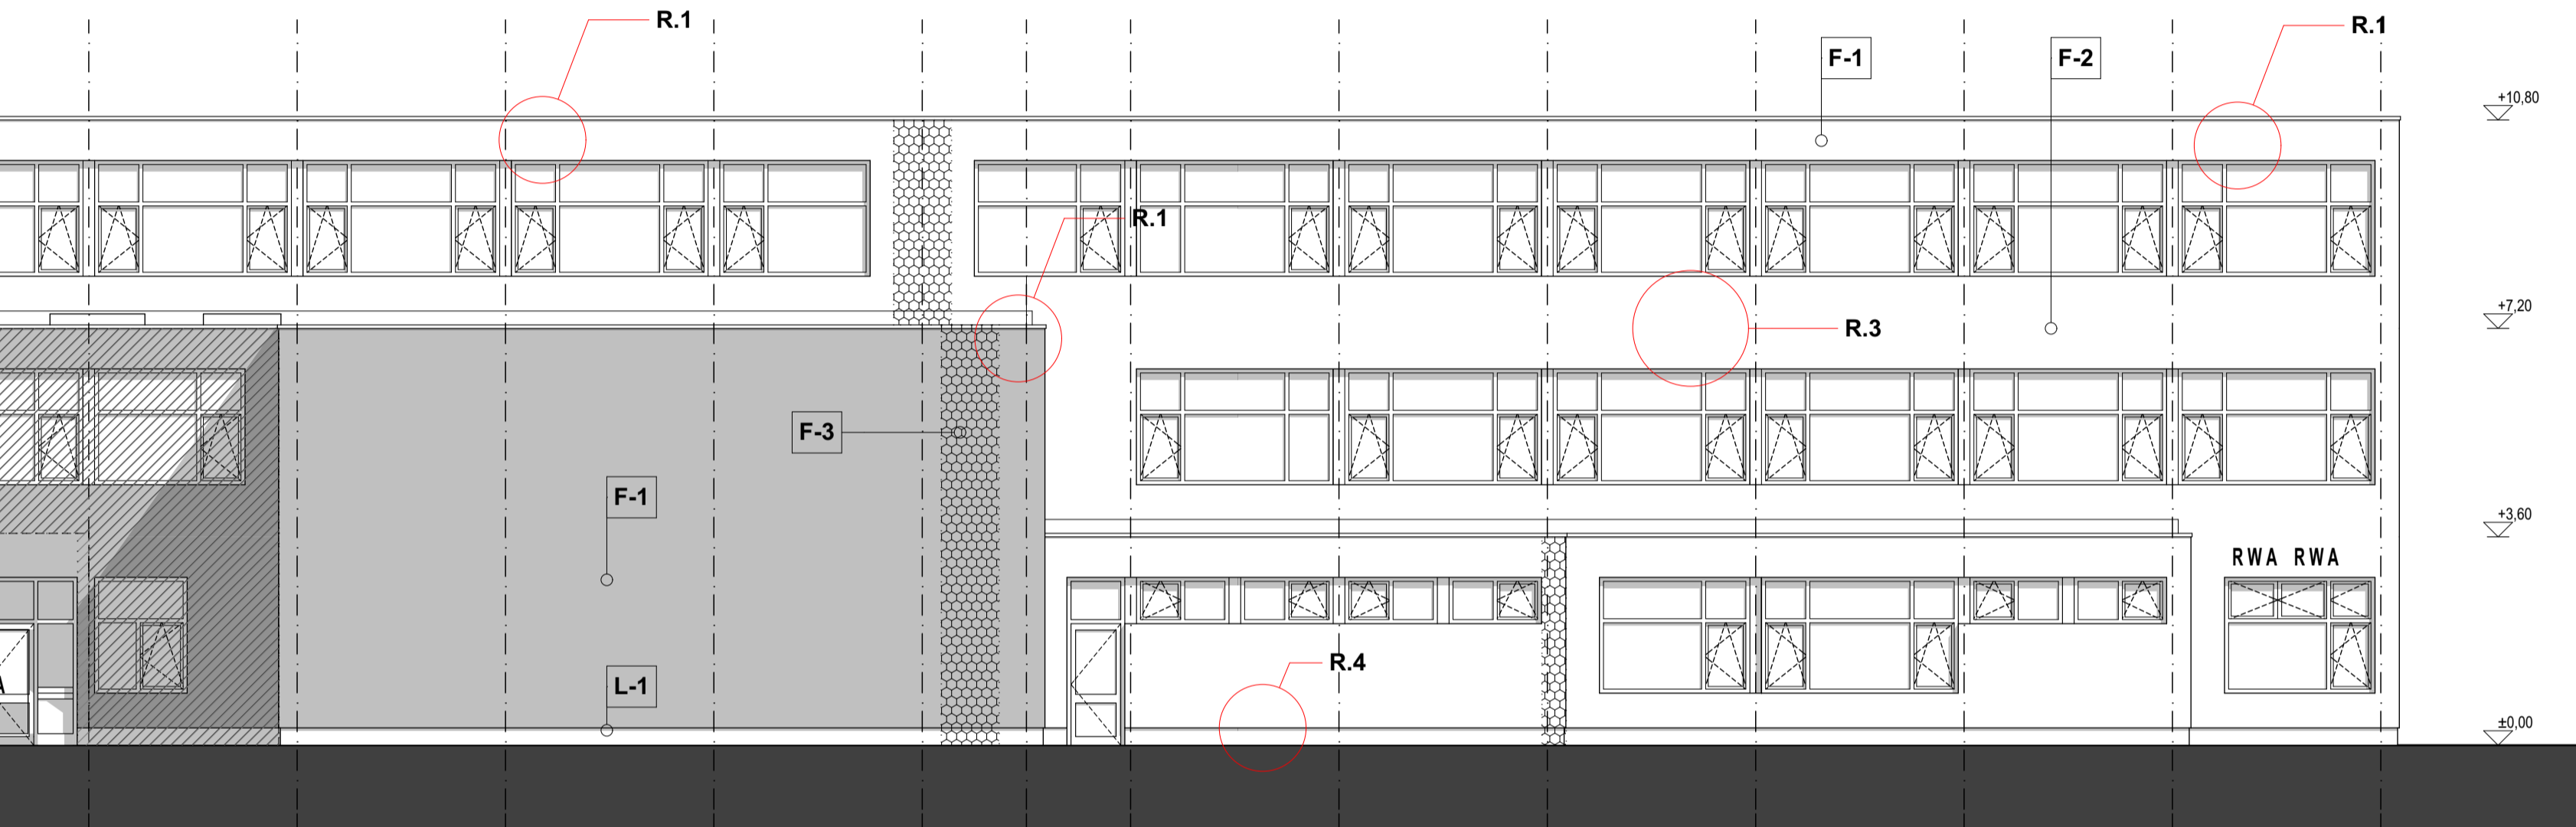 R.1
R.1
F-1
F-2
+10,80
R.1
+7,20
R.3
F-3
F-1
+3,60
RWA RWA
R.4
L-1
±0,00